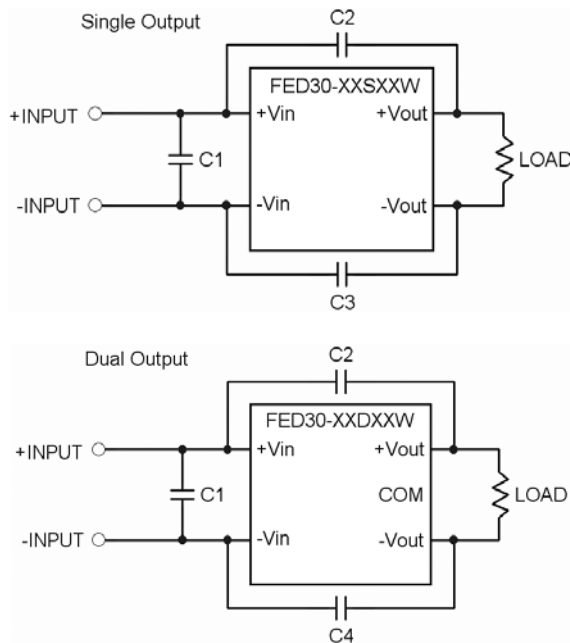 Single Output
C2
FED30-XXSXXW
+INPUT
+Vin
+Vout
C1
LOAD
-INPUT
-Vin
-Vout
C3
Dual Output
C2
FED30-XXDXXW
+INPUT
+Vin
+Vout
C1
COM
LOAD
-INPUT
-Vin
-Vout
C4